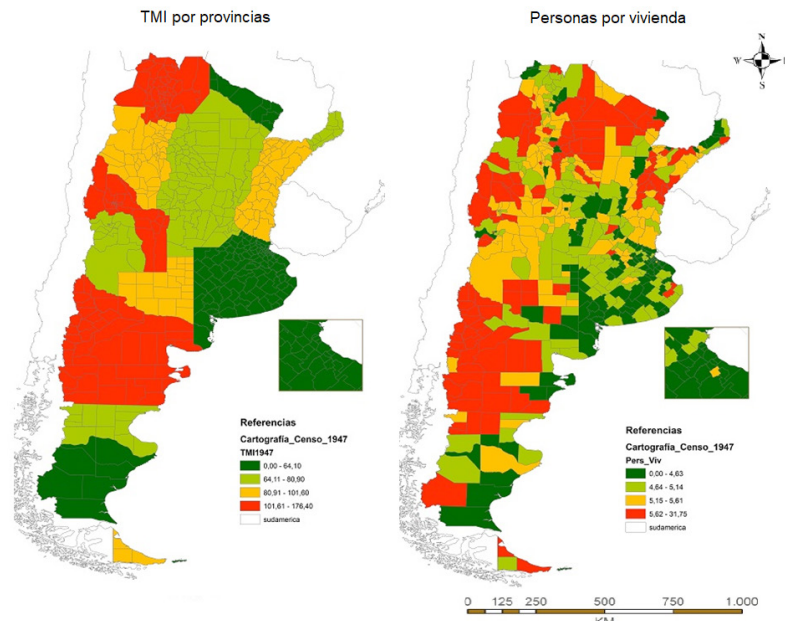 TMI por provincias
Personas por vivienda
N
W
S
Referencias
Cartografía_Censo_1947
TMI1947
0,00 - 64,10
64,11 - 80,90
80,91 - 101,60
101,61 - 176,40
sudamerica
Referencias
Cartografía_Censo_1947
Pers_Viv
0,00 - 4,63
4,64 - 5,14
5,15 - 5,61
5,62 - 31,75
sudamerica
0 125 250 500 750 1.000
KM